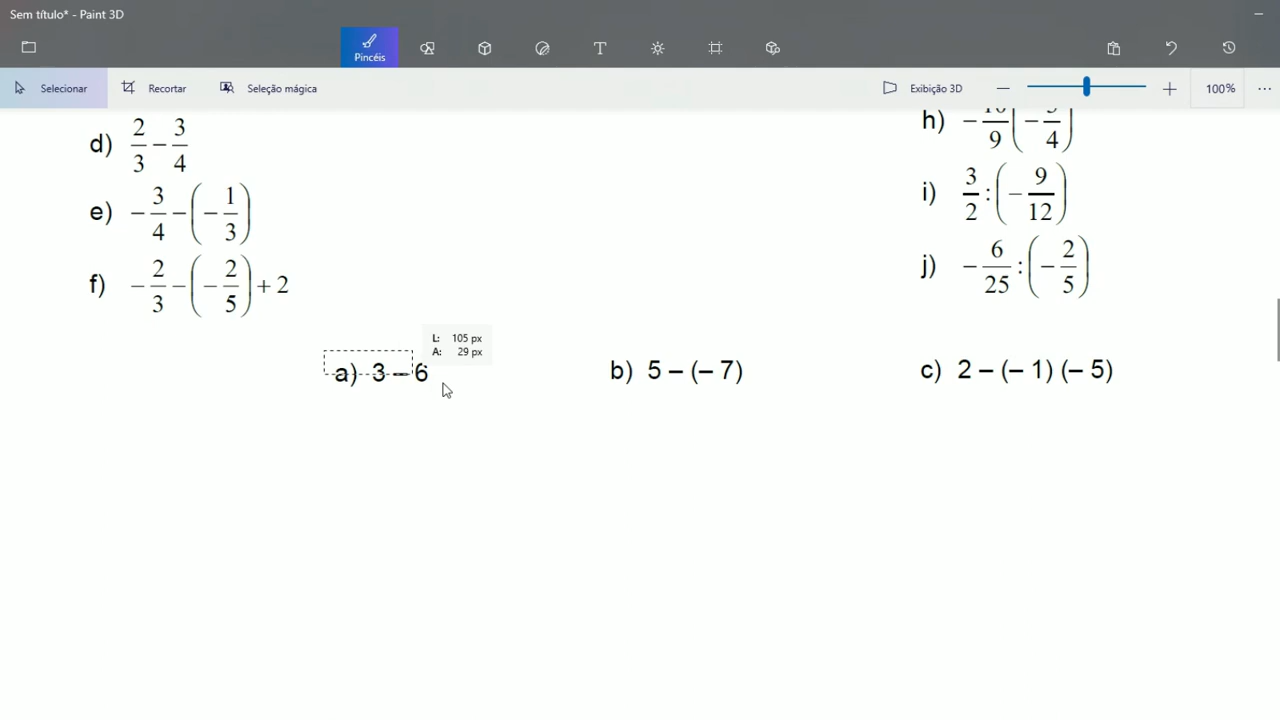 Sem título* - Paint 3D
Pincéis
Selecionar Recortar Seleção mágica Exibição 3D 100%
d) 2/3 − 3/4
e) −3/4 − (−1/3)
f) −2/3 − (−2/5) + 2
h) −10/9 (−3/4)
i) 3/2 : (−9/12)
j) −6/25 : (−2/5)
L: 105 px
A: 29 px
a) 3 – 6
b) 5 – (– 7)
c) 2 – (– 1) (– 5)